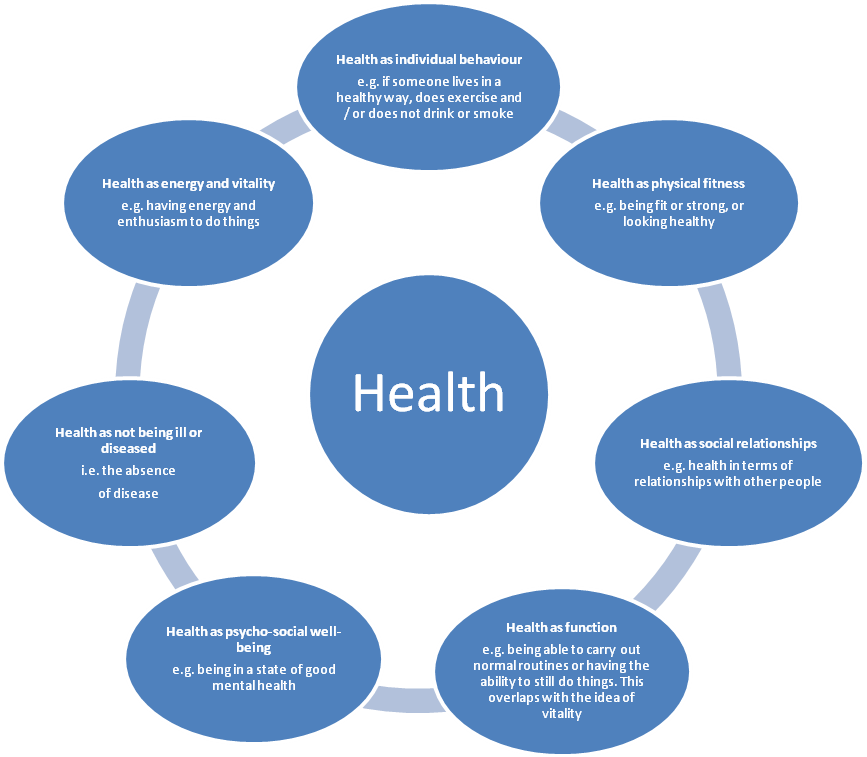 Health as individual behaviour
e.g. if someone lives in a
healthy way, does exercise and
/ or does not drink or smoke
Health as physical fitness
e.g. being fit or strong, or
looking healthy
Health as social relationships
e.g. health in terms of
relationships with other people
Health as function
e.g. being able to carry out
normal routines or having the
ability to still do things. This
overlaps with the idea of
vitality
Health as psycho-social well-
being
e.g. being in a state of good
mental health
Health as not being ill or
diseased
i.e. the absence
of disease
Health as energy and vitality
e.g. having energy and
enthusiasm to do things
Health